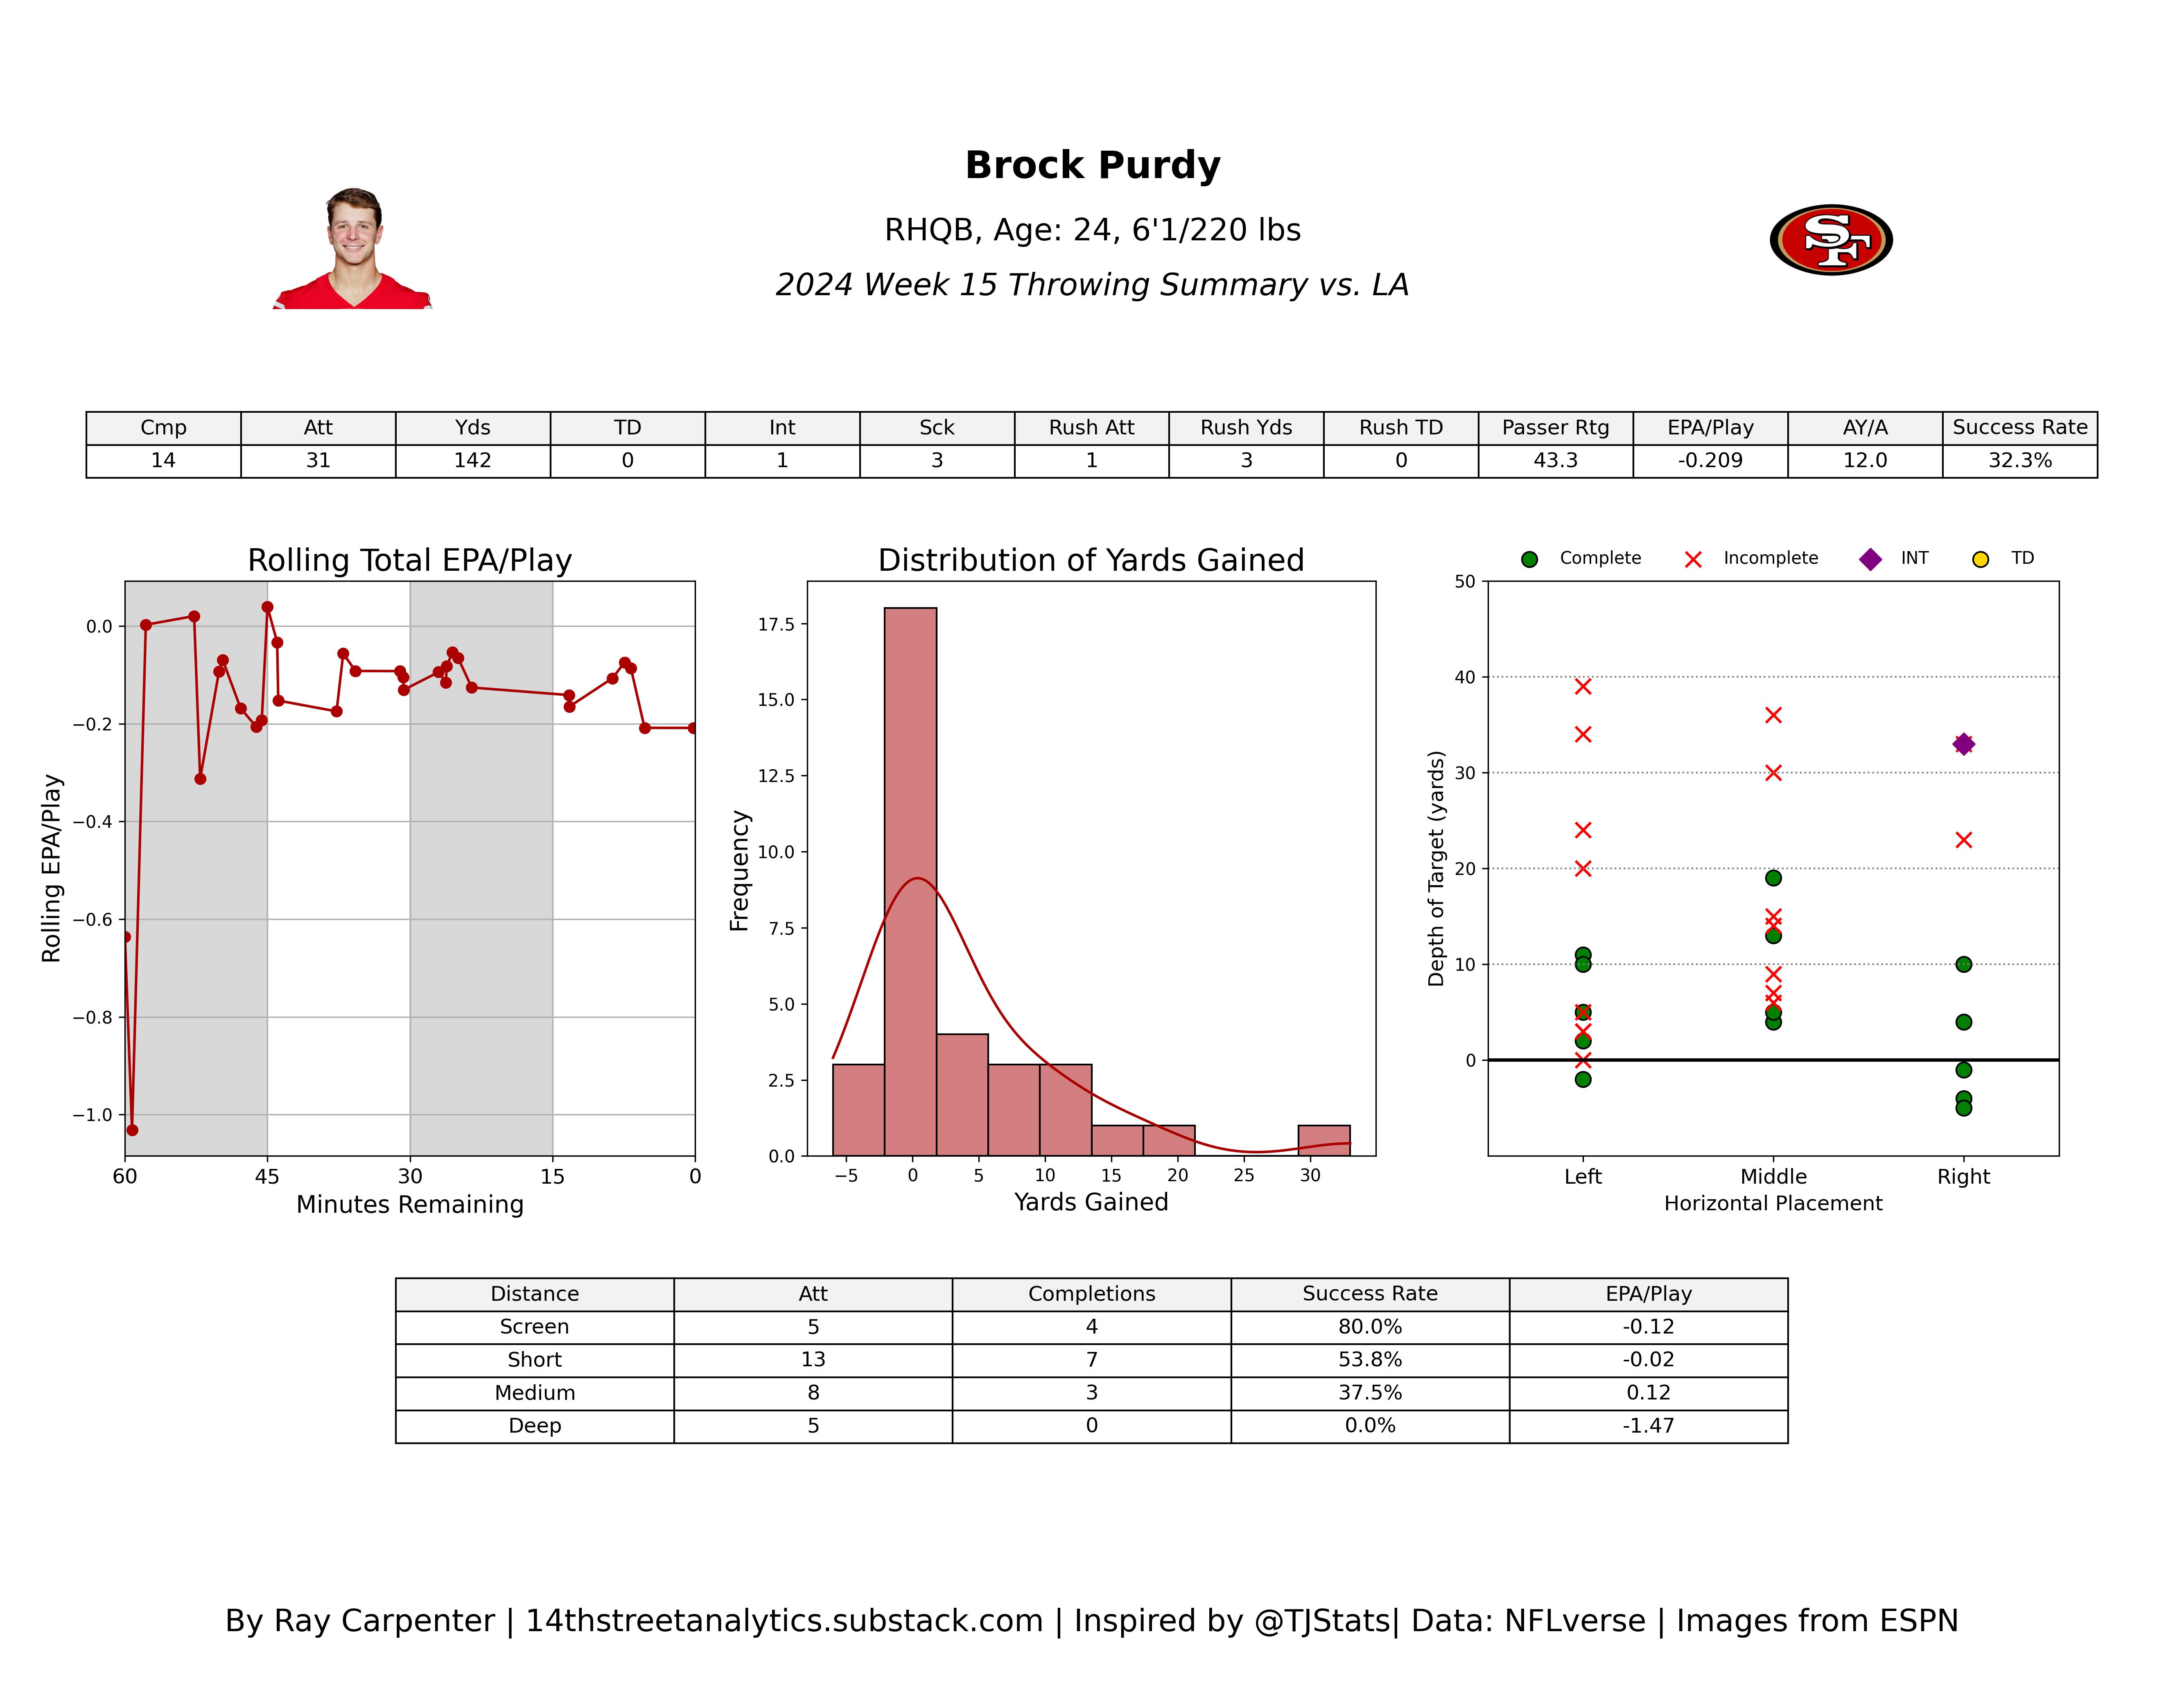 Brock Purdy
RHQB, Age: 24, 6'1/220 lbs
2024 Week 15 Throwing Summary vs. LA
SF
Cmp Att Yds TD Int Sck Rush Att Rush Yds Rush TD Passer Rtg EPA/Play AY/A Success Rate
14 31 142 0 1 3 1 3 0 43.3 -0.209 12.0 32.3%
Rolling Total EPA/Play
0.0
−0.2
−0.4
−0.6
−0.8
−1.0
Rolling EPA/Play
60 45 30 15 0
Minutes Remaining
Distribution of Yards Gained
17.5
15.0
12.5
10.0
7.5
5.0
2.5
0.0
Frequency
−5 0 5 10 15 20 25 30
Yards Gained
Complete Incomplete INT TD
50
40
30
20
10
0
Depth of Target (yards)
Left Middle Right
Horizontal Placement
Distance Att Completions Success Rate EPA/Play
Screen 5 4 80.0% -0.12
Short 13 7 53.8% -0.02
Medium 8 3 37.5% 0.12
Deep 5 0 0.0% -1.47
By Ray Carpenter | 14thstreetanalytics.substack.com | Inspired by @TJStats| Data: NFLverse | Images from ESPN